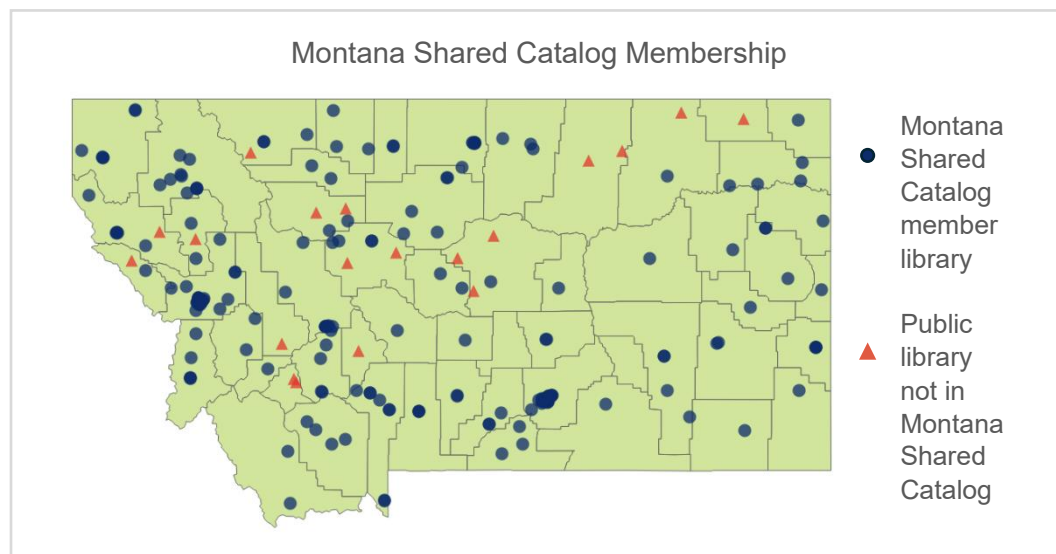 Montana Shared Catalog Membership
Montana
Shared
Catalog
member
library
Public
library
not in
Montana
Shared
Catalog